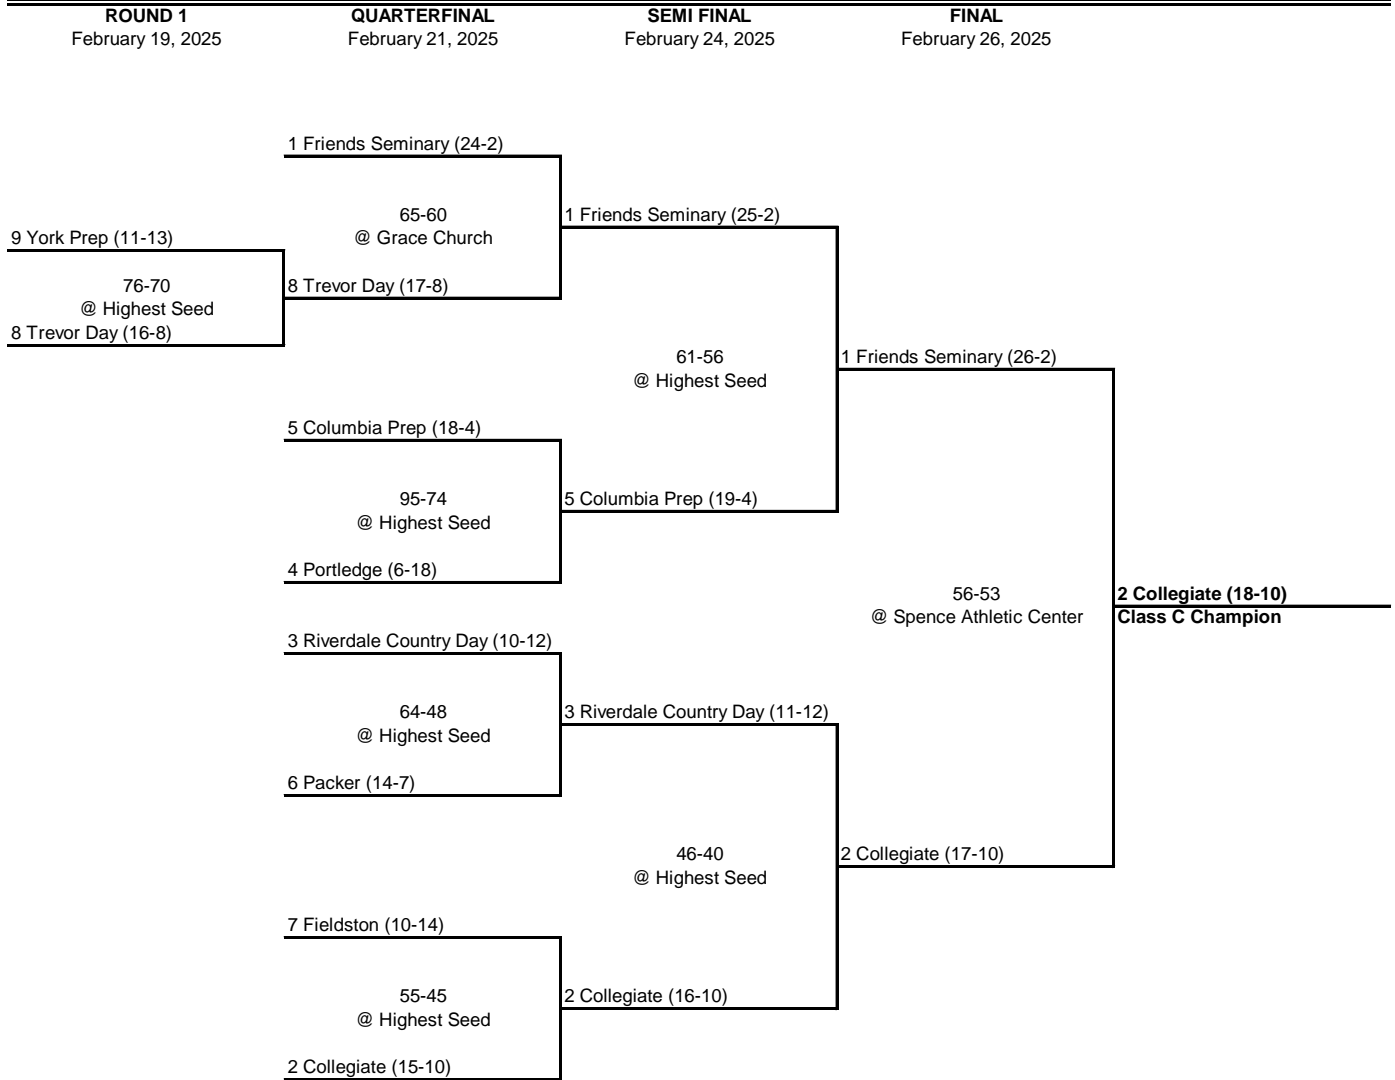 ROUND 1
February 19, 2025
QUARTERFINAL
February 21, 2025
SEMI FINAL
February 24, 2025
FINAL
February 26, 2025
1 Friends Seminary (24-2)
65-60
@ Grace Church
1 Friends Seminary (25-2)
9 York Prep (11-13)
76-70
@ Highest Seed
8 Trevor Day (17-8)
8 Trevor Day (16-8)
61-56
@ Highest Seed
1 Friends Seminary (26-2)
5 Columbia Prep (18-4)
95-74
@ Highest Seed
5 Columbia Prep (19-4)
4 Portledge (6-18)
56-53
@ Spence Athletic Center
2 Collegiate (18-10)
Class C Champion
3 Riverdale Country Day (10-12)
64-48
@ Highest Seed
3 Riverdale Country Day (11-12)
6 Packer (14-7)
46-40
@ Highest Seed
2 Collegiate (17-10)
7 Fieldston (10-14)
55-45
@ Highest Seed
2 Collegiate (16-10)
2 Collegiate (15-10)